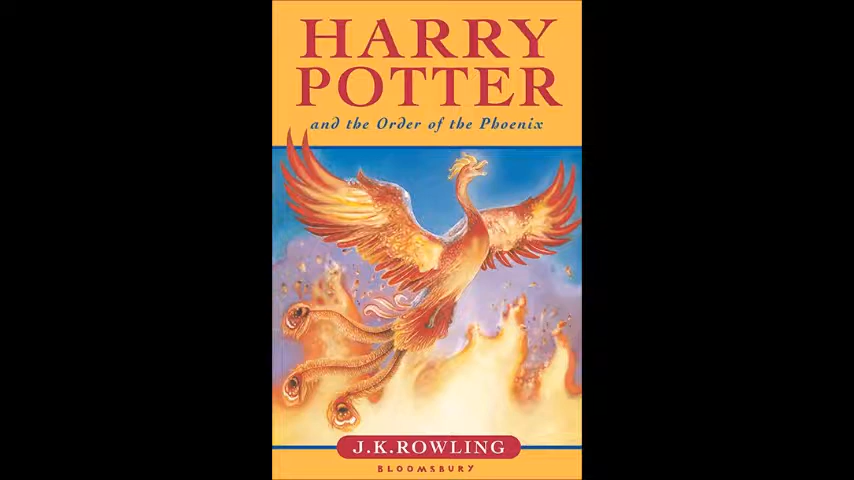 HARRY
POTTER
and the Order of the Phoenix
J.K.ROWLING
BLOOMSBURY